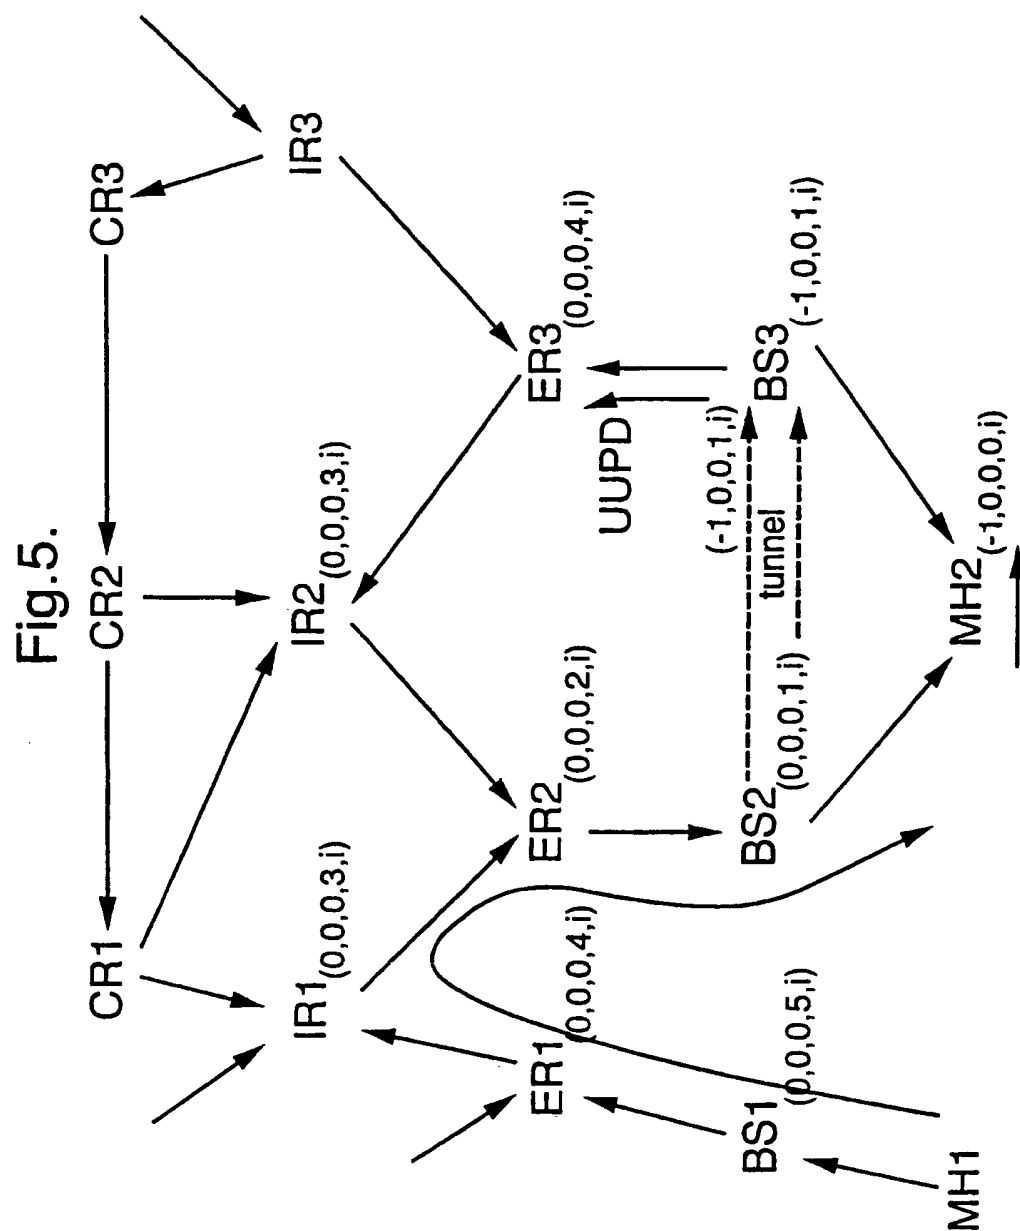 Fig.5.
CR1
CR2
CR3
IR1(0,0,0,3,i)
IR2(0,0,0,3,i)
IR3
ER1(0,0,0,4,i)
ER2(0,0,0,2,i)
ER3(0,0,0,4,i)
UUPD
(-1,0,0,1,i)
tunnel
BS1(0,0,0,5,i)
BS2(0,0,0,1,i)
BS3(-1,0,0,1,i)
MH1
MH2(-1,0,0,0,i)